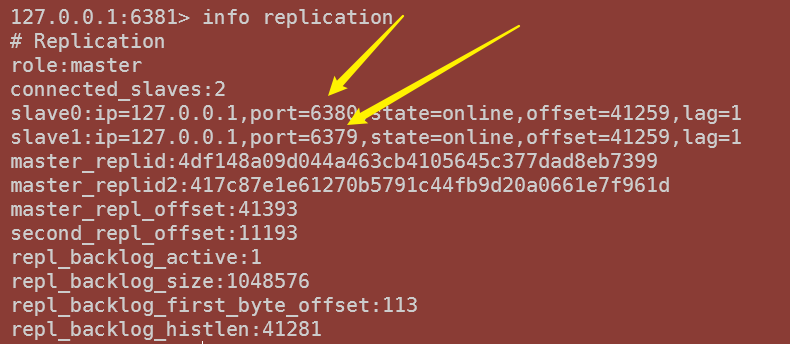 127.0.0.1:6381> info replication
# Replication
role:master
connected_slaves:2
slave0:ip=127.0.0.1,port=6380,state=online,offset=41259,lag=1
slave1:ip=127.0.0.1,port=6379,state=online,offset=41259,lag=1
master_replid:4df148a09d044a463cb4105645c377dad8eb7399
master_replid2:417c87e1e61270b5791c44fb9d20a0661e7f961d
master_repl_offset:41393
second_repl_offset:11193
repl_backlog_active:1
repl_backlog_size:1048576
repl_backlog_first_byte_offset:113
repl_backlog_histlen:41281